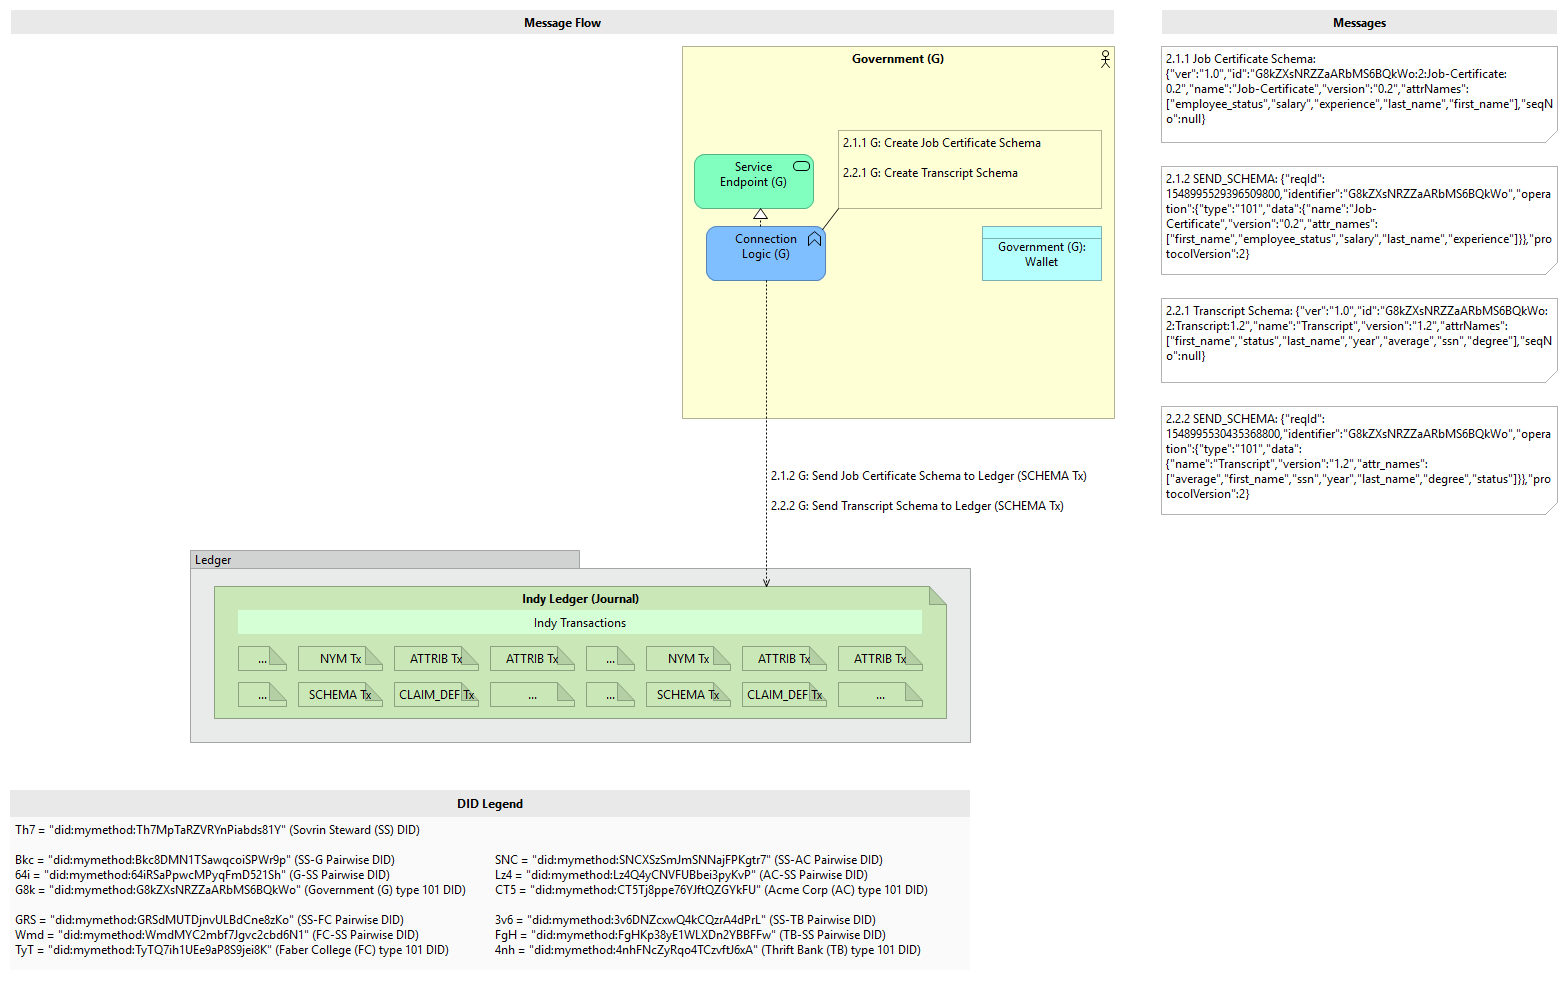 Message Flow
Messages
Government (G)
2.1.1 G: Create Job Certificate Schema
2.2.1 G: Create Transcript Schema
Service
Endpoint (G)
Connection
Logic (G)
Government (G):
Wallet
2.1.2 G: Send Job Certificate Schema to Ledger (SCHEMA Tx)
2.2.2 G: Send Transcript Schema to Ledger (SCHEMA Tx)
2.1.1 Job Certificate Schema:
{"ver":"1.0","id":"G8kZXsNRZZaARbMS6BQkWo:2:Job-Certificate:
0.2","name":"Job-Certificate","version":"0.2","attrNames":
["employee_status","salary","experience","last_name","first_name"],"seqN
o":null}
2.1.2 SEND_SCHEMA: {"reqId":
1548995529396509800,"identifier":"G8kZXsNRZZaARbMS6BQkWo","opera
tion":{"type":"101","data":{"name":"Job-
Certificate","version":"0.2","attr_names":
["first_name","employee_status","salary","last_name","experience"]}},"pr
otocolVersion":2}
2.2.1 Transcript Schema: {"ver":"1.0","id":"G8kZXsNRZZaARbMS6BQkWo:
2:Transcript:1.2","name":"Transcript","version":"1.2","attrNames":
["first_name","status","last_name","year","average","ssn","degree"],"seqN
o":null}
2.2.2 SEND_SCHEMA: {"reqId":
1548995530435368800,"identifier":"G8kZXsNRZZaARbMS6BQkWo","opera
tion":{"type":"101","data":
{"name":"Transcript","version":"1.2","attr_names":
["average","first_name","ssn","year","last_name","degree","status"]}},"pro
tocolVersion":2}
Ledger
Indy Ledger (Journal)
Indy Transactions
... NYM Tx ATTRIB Tx ATTRIB Tx ... NYM Tx ATTRIB Tx ATTRIB Tx
... SCHEMA Tx CLAIM_DEF Tx ... ... SCHEMA Tx CLAIM_DEF Tx ...
DID Legend
Th7 = "did:mymethod:Th7MpTaRZVRYnPiabds81Y" (Sovrin Steward (SS) DID)
Bkc = "did:mymethod:Bkc8DMN1TSawqcoiSPWr9p" (SS-G Pairwise DID)
64i = "did:mymethod:64iRSaPpwcMPyqFmD521Sh" (G-SS Pairwise DID)
G8k = "did:mymethod:G8kZXsNRZZaARbMS6BQkWo" (Government (G) type 101 DID)
SNC = "did:mymethod:SNCXSzSmJmSNNajFPKgtr7" (SS-AC Pairwise DID)
Lz4 = "did:mymethod:Lz4Q4yCNVFUBbei3pyKvP" (AC-SS Pairwise DID)
CT5 = "did:mymethod:CT5Tj8ppe76YJftQZGYkFU" (Acme Corp (AC) type 101 DID)
GRS = "did:mymethod:GRSdMUTDjnvULBdCne8zKo" (SS-FC Pairwise DID)
Wmd = "did:mymethod:WmdMYC2mbf7Jgvc2cbd6N1" (FC-SS Pairwise DID)
TyT = "did:mymethod:TyTQ7ih1UEe9aP8S9jei8K" (Faber College (FC) type 101 DID)
3v6 = "did:mymethod:3v6DNZcxwQ4kCQzrA4dPrL" (SS-TB Pairwise DID)
FgH = "did:mymethod:FgHKp38yE1WLXDn2YBBFFw" (TB-SS Pairwise DID)
4nh = "did:mymethod:4nhFNcZyRqo4TCzvftJ6xA" (Thrift Bank (TB) type 101 DID)